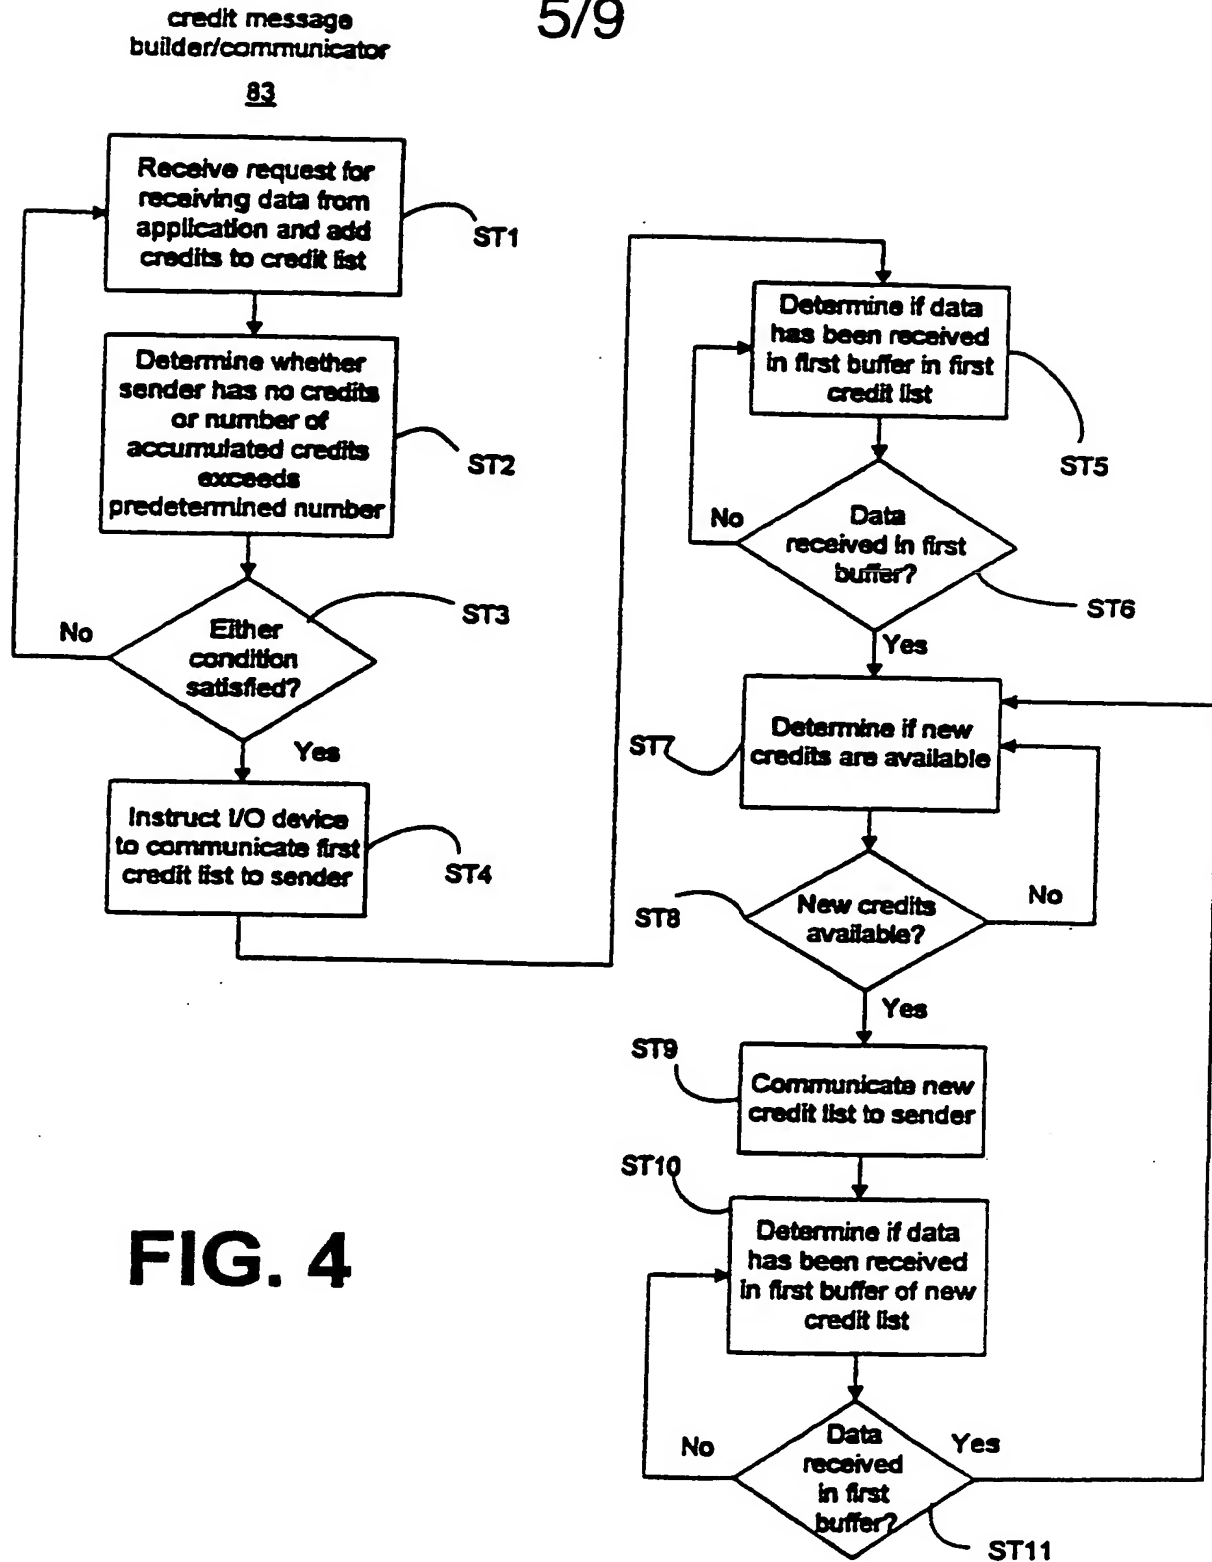 5/9
credit message
builder/communicator
83
Receive request for
receiving data from
application and add
credits to credit list
ST1
Determine whether
sender has no credits
or number of
accumulated credits
exceeds
predetermined number
ST2
Either
condition
satisfied?
ST3
No
Yes
Instruct I/O device
to communicate first
credit list to sender
ST4
Determine if data
has been received
in first buffer in first
credit list
ST5
Data
received in first
buffer?
No
ST6
Yes
Determine if new
credits are available
ST7
New credits
available?
ST8
No
Yes
ST9
Communicate new
credit list to sender
ST10
Determine if data
has been received
in first buffer of new
credit list
Data
received
in first
buffer?
No
Yes
ST11
FIG. 4